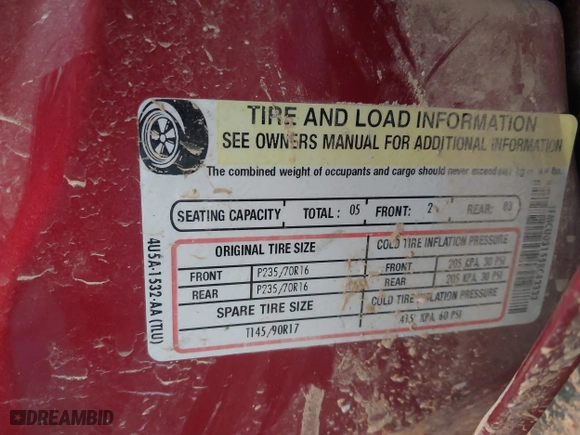 TIRE AND LOAD INFORMATION
SEE OWNERS MANUAL FOR ADDITIONAL INFORMATION
The combined weight of occupants and cargo should never exceed
SEATING CAPACITY TOTAL: 05 FRONT: 2 REAR: 03
ORIGINAL TIRE SIZE COLD TIRE INFLATION PRESSURE
FRONT P235/70R16 FRONT 205 KPA, 30 PSI
REAR P235/70R16 REAR 205 KPA, 30 PSI
SPARE TIRE SIZE COLD TIRE INFLATION PRESSURE
T145/90R17 415 KPA, 60 PSI
4U5A-1532-AA (TLU)
DREAMBID